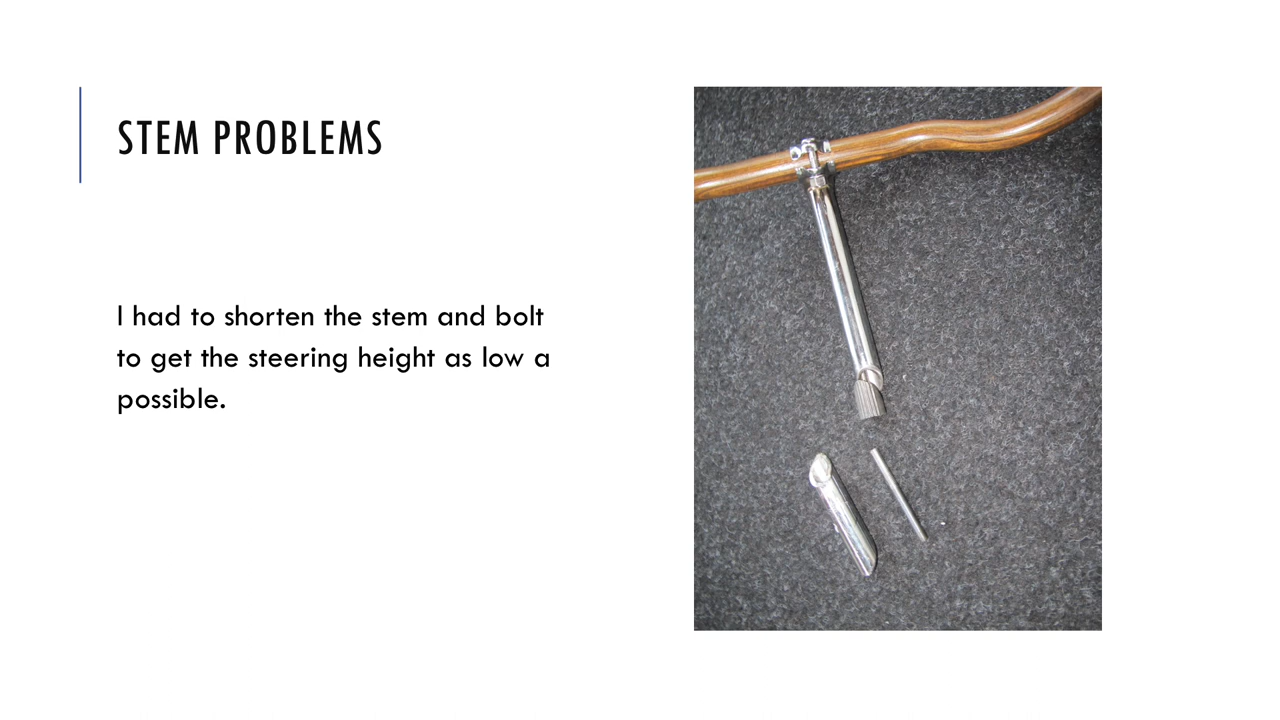 STEM PROBLEMS
I had to shorten the stem and bolt
to get the steering height as low a
possible.